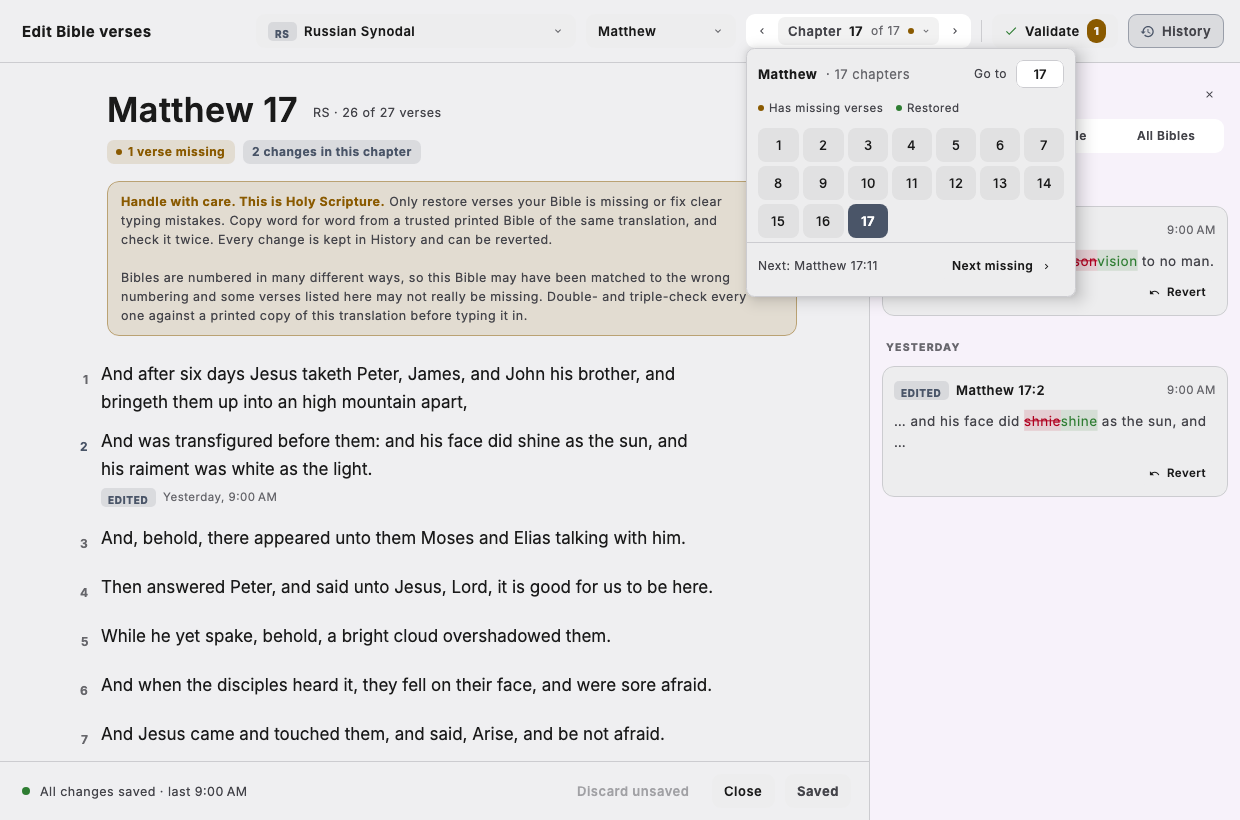 Edit Bible verses
RS Russian Synodal
Matthew
‹ Chapter 17 of 17 ›
Validate 1
History
Matthew · 17 chapters
Go to 17
Has missing verses Restored
1 2 3 4 5 6 7
8 9 10 11 12 13 14
15 16 17
Next: Matthew 17:11 Next missing ›
Matthew 17 RS · 26 of 27 verses
1 verse missing 2 changes in this chapter
Handle with care. This is Holy Scripture. Only restore verses your Bible is missing or fix clear
typing mistakes. Copy word for word from a trusted printed Bible of the same translation, and
check it twice. Every change is kept in History and can be reverted.
Bibles are numbered in many different ways, so this Bible may have been matched to the wrong
numbering and some verses listed here may not really be missing. Double- and triple-check every
one against a printed copy of this translation before typing it in.
1 And after six days Jesus taketh Peter, James, and John his brother, and
bringeth them up into an high mountain apart,
2 And was transfigured before them: and his face did shine as the sun, and
his raiment was white as the light.
EDITED Yesterday, 9:00 AM
3 And, behold, there appeared unto them Moses and Elias talking with him.
4 Then answered Peter, and said unto Jesus, Lord, it is good for us to be here.
5 While he yet spake, behold, a bright cloud overshadowed them.
6 And when the disciples heard it, they fell on their face, and were sore afraid.
7 And Jesus came and touched them, and said, Arise, and be not afraid.
All changes saved · last 9:00 AM
Discard unsaved Close Saved
×
All Bibles
9:00 AM
vision to no man.
Revert
YESTERDAY
EDITED Matthew 17:2 9:00 AM
... and his face did shnieshine as the sun, and
...
Revert